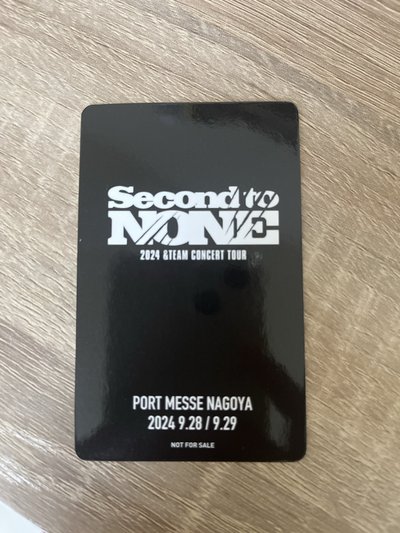 Second to
NONE
2024 &TEAM CONCERT TOUR
PORT MESSE NAGOYA
2024 9.28 / 9.29
NOT FOR SALE